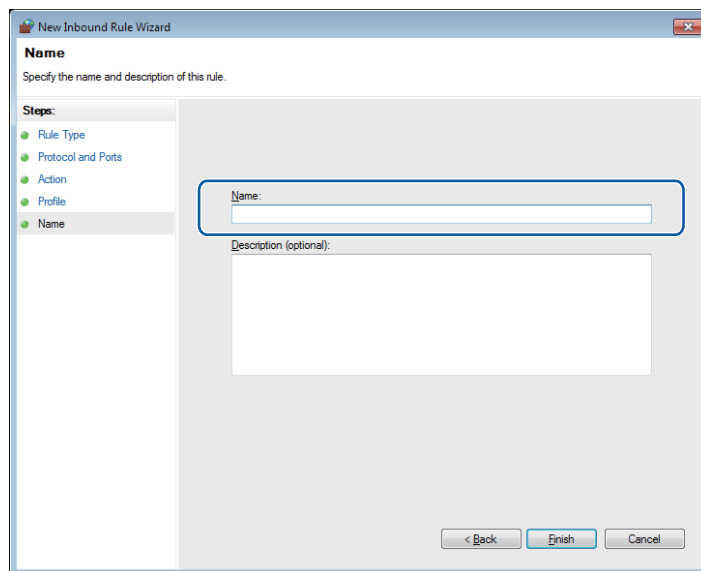 New Inbound Rule Wizard
Name
Specify the name and description of this rule.
Steps:
Rule Type
Protocol and Ports
Action
Profile
Name
Name:
Description (optional):
< Back
Finish
Cancel